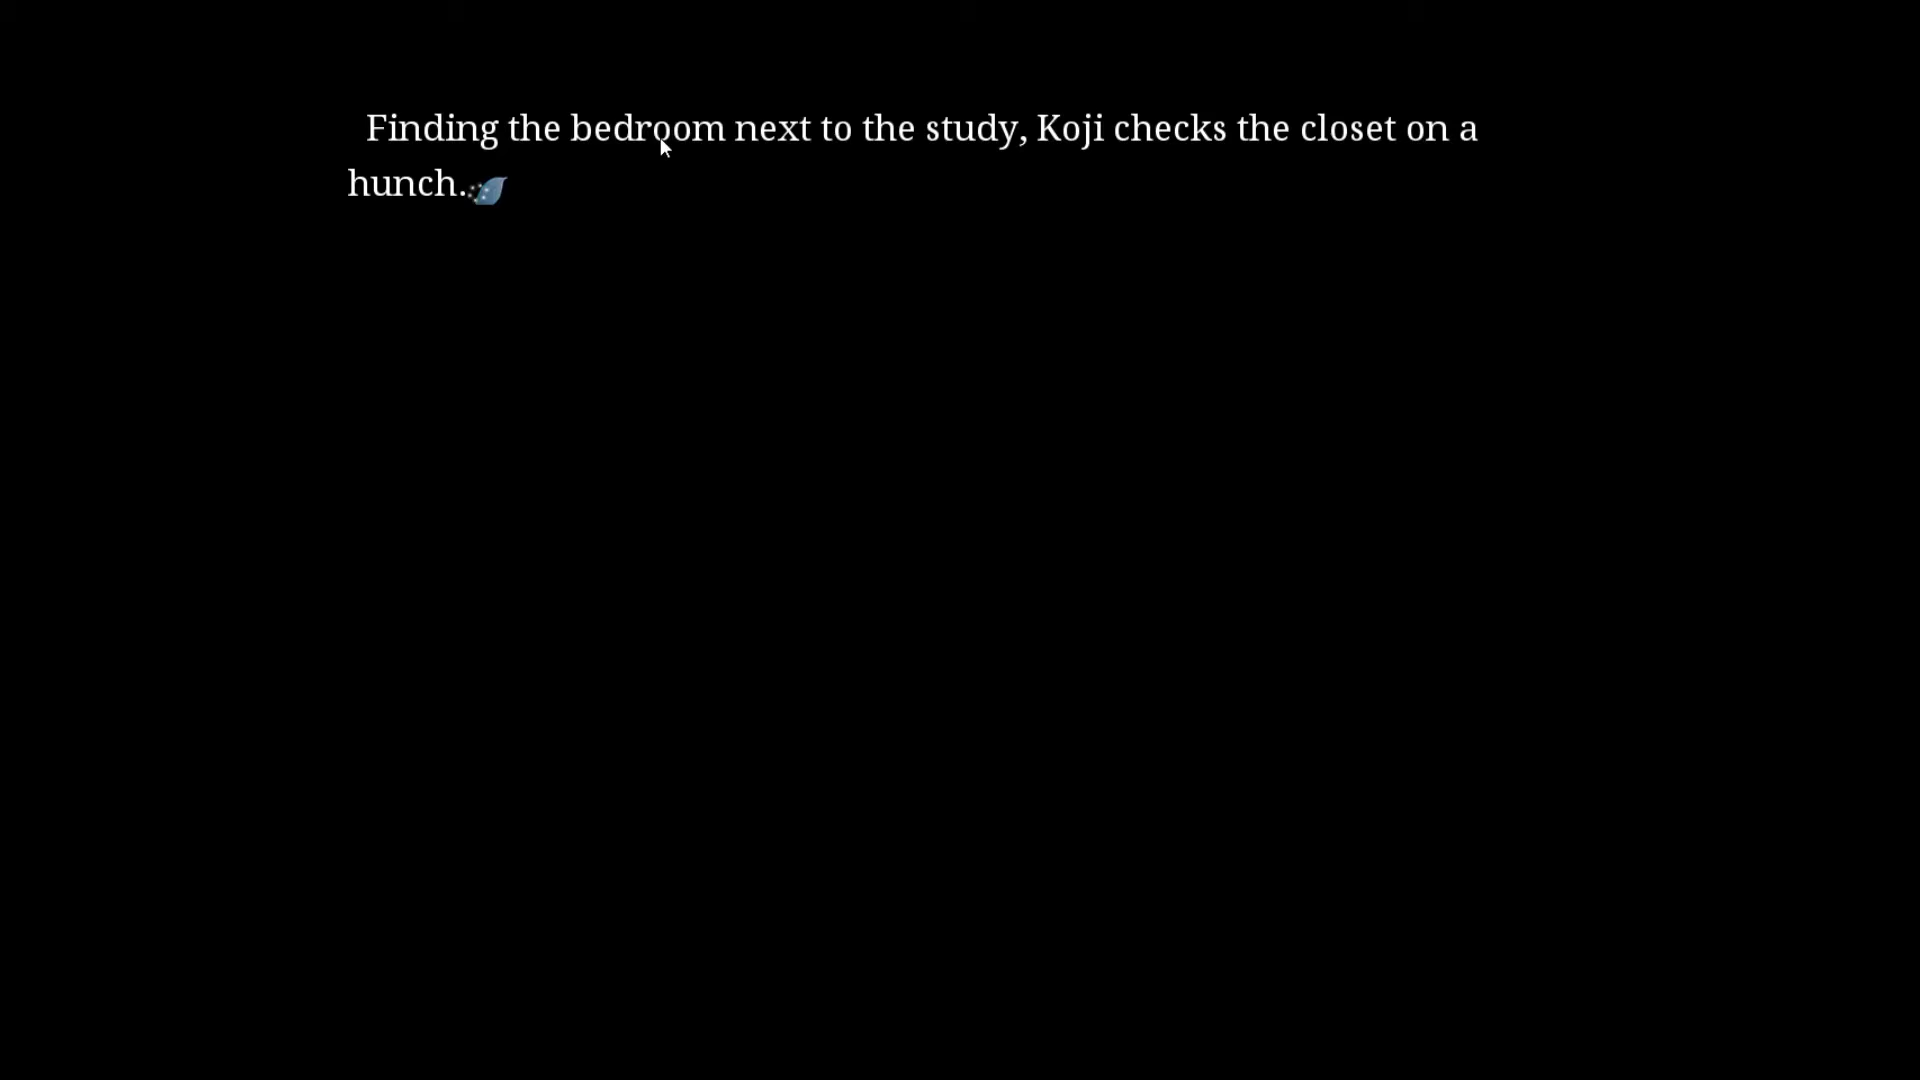 Finding the bedroom next to the study, Koji checks the closet on a
hunch.